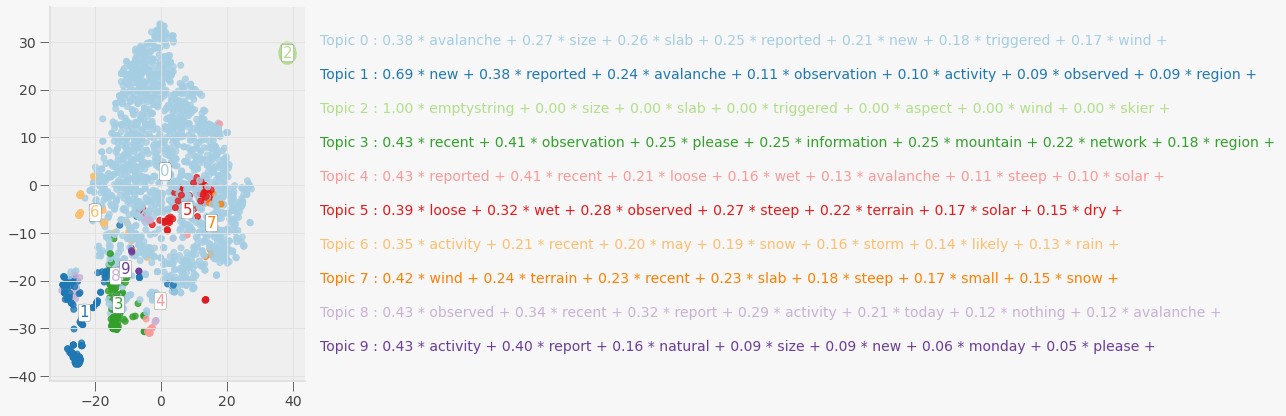 30
20
10
0
−10
−20
−30
−40
−20
0
20
40
2
0
6
5
7
9
8
3
4
1
Topic 0 : 0.38 * avalanche + 0.27 * size + 0.26 * slab + 0.25 * reported + 0.21 * new + 0.18 * triggered + 0.17 * wind +
Topic 1 : 0.69 * new + 0.38 * reported + 0.24 * avalanche + 0.11 * observation + 0.10 * activity + 0.09 * observed + 0.09 * region +
Topic 2 : 1.00 * emptystring + 0.00 * size + 0.00 * slab + 0.00 * triggered + 0.00 * aspect + 0.00 * wind + 0.00 * skier +
Topic 3 : 0.43 * recent + 0.41 * observation + 0.25 * please + 0.25 * information + 0.25 * mountain + 0.22 * network + 0.18 * region +
Topic 4 : 0.43 * reported + 0.41 * recent + 0.21 * loose + 0.16 * wet + 0.13 * avalanche + 0.11 * steep + 0.10 * solar +
Topic 5 : 0.39 * loose + 0.32 * wet + 0.28 * observed + 0.27 * steep + 0.22 * terrain + 0.17 * solar + 0.15 * dry +
Topic 6 : 0.35 * activity + 0.21 * recent + 0.20 * may + 0.19 * snow + 0.16 * storm + 0.14 * likely + 0.13 * rain +
Topic 7 : 0.42 * wind + 0.24 * terrain + 0.23 * recent + 0.23 * slab + 0.18 * steep + 0.17 * small + 0.15 * snow +
Topic 8 : 0.43 * observed + 0.34 * recent + 0.32 * report + 0.29 * activity + 0.21 * today + 0.12 * nothing + 0.12 * avalanche +
Topic 9 : 0.43 * activity + 0.40 * report + 0.16 * natural + 0.09 * size + 0.09 * new + 0.06 * monday + 0.05 * please +